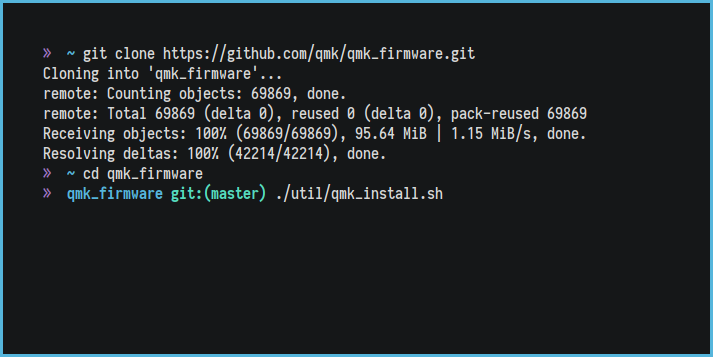 » ~ git clone https://github.com/qmk/qmk_firmware.git
Cloning into 'qmk_firmware'...
remote: Counting objects: 69869, done.
remote: Total 69869 (delta 0), reused 0 (delta 0), pack-reused 69869
Receiving objects: 100% (69869/69869), 95.64 MiB | 1.15 MiB/s, done.
Resolving deltas: 100% (42214/42214), done.
» ~ cd qmk_firmware
» qmk_firmware git:(master) ./util/qmk_install.sh